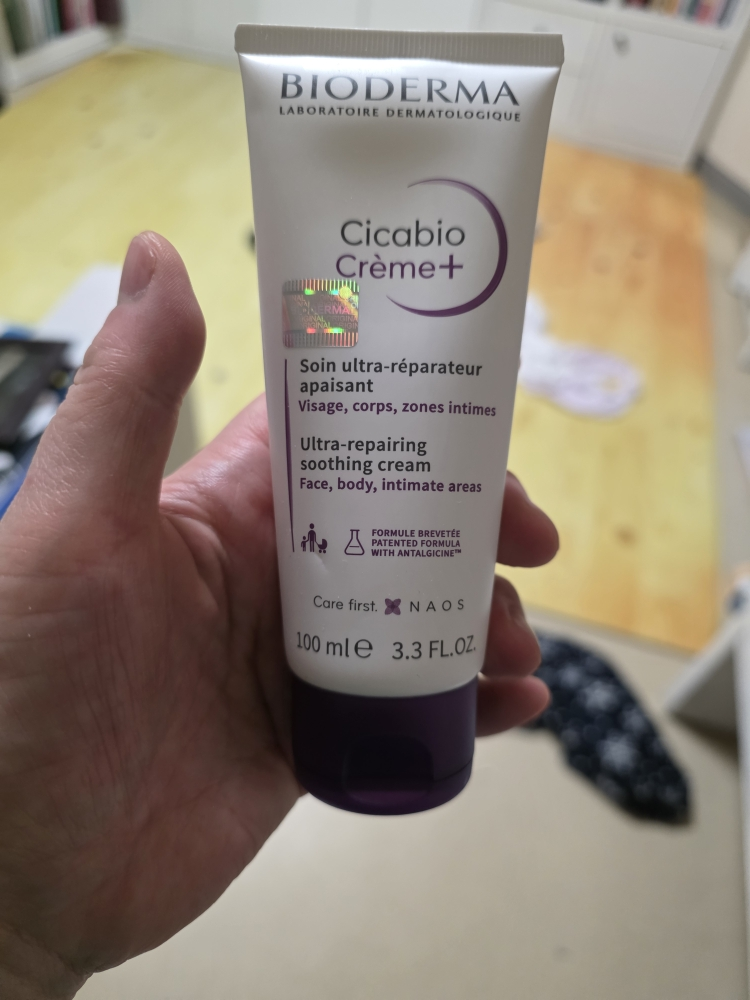 BIODERMA
LABORATOIRE DERMATOLOGIQUE
Cicabio
Crème+
BIODERMA
Soin ultra-réparateur
apaisant
Visage, corps, zones intimes
Ultra-repairing
soothing cream
Face, body, intimate areas
FORMULE BREVETÉE
PATENTED FORMULA
WITH ANTALGICINE™
Care first. NAOS
100 ml e 3.3 FL.OZ.